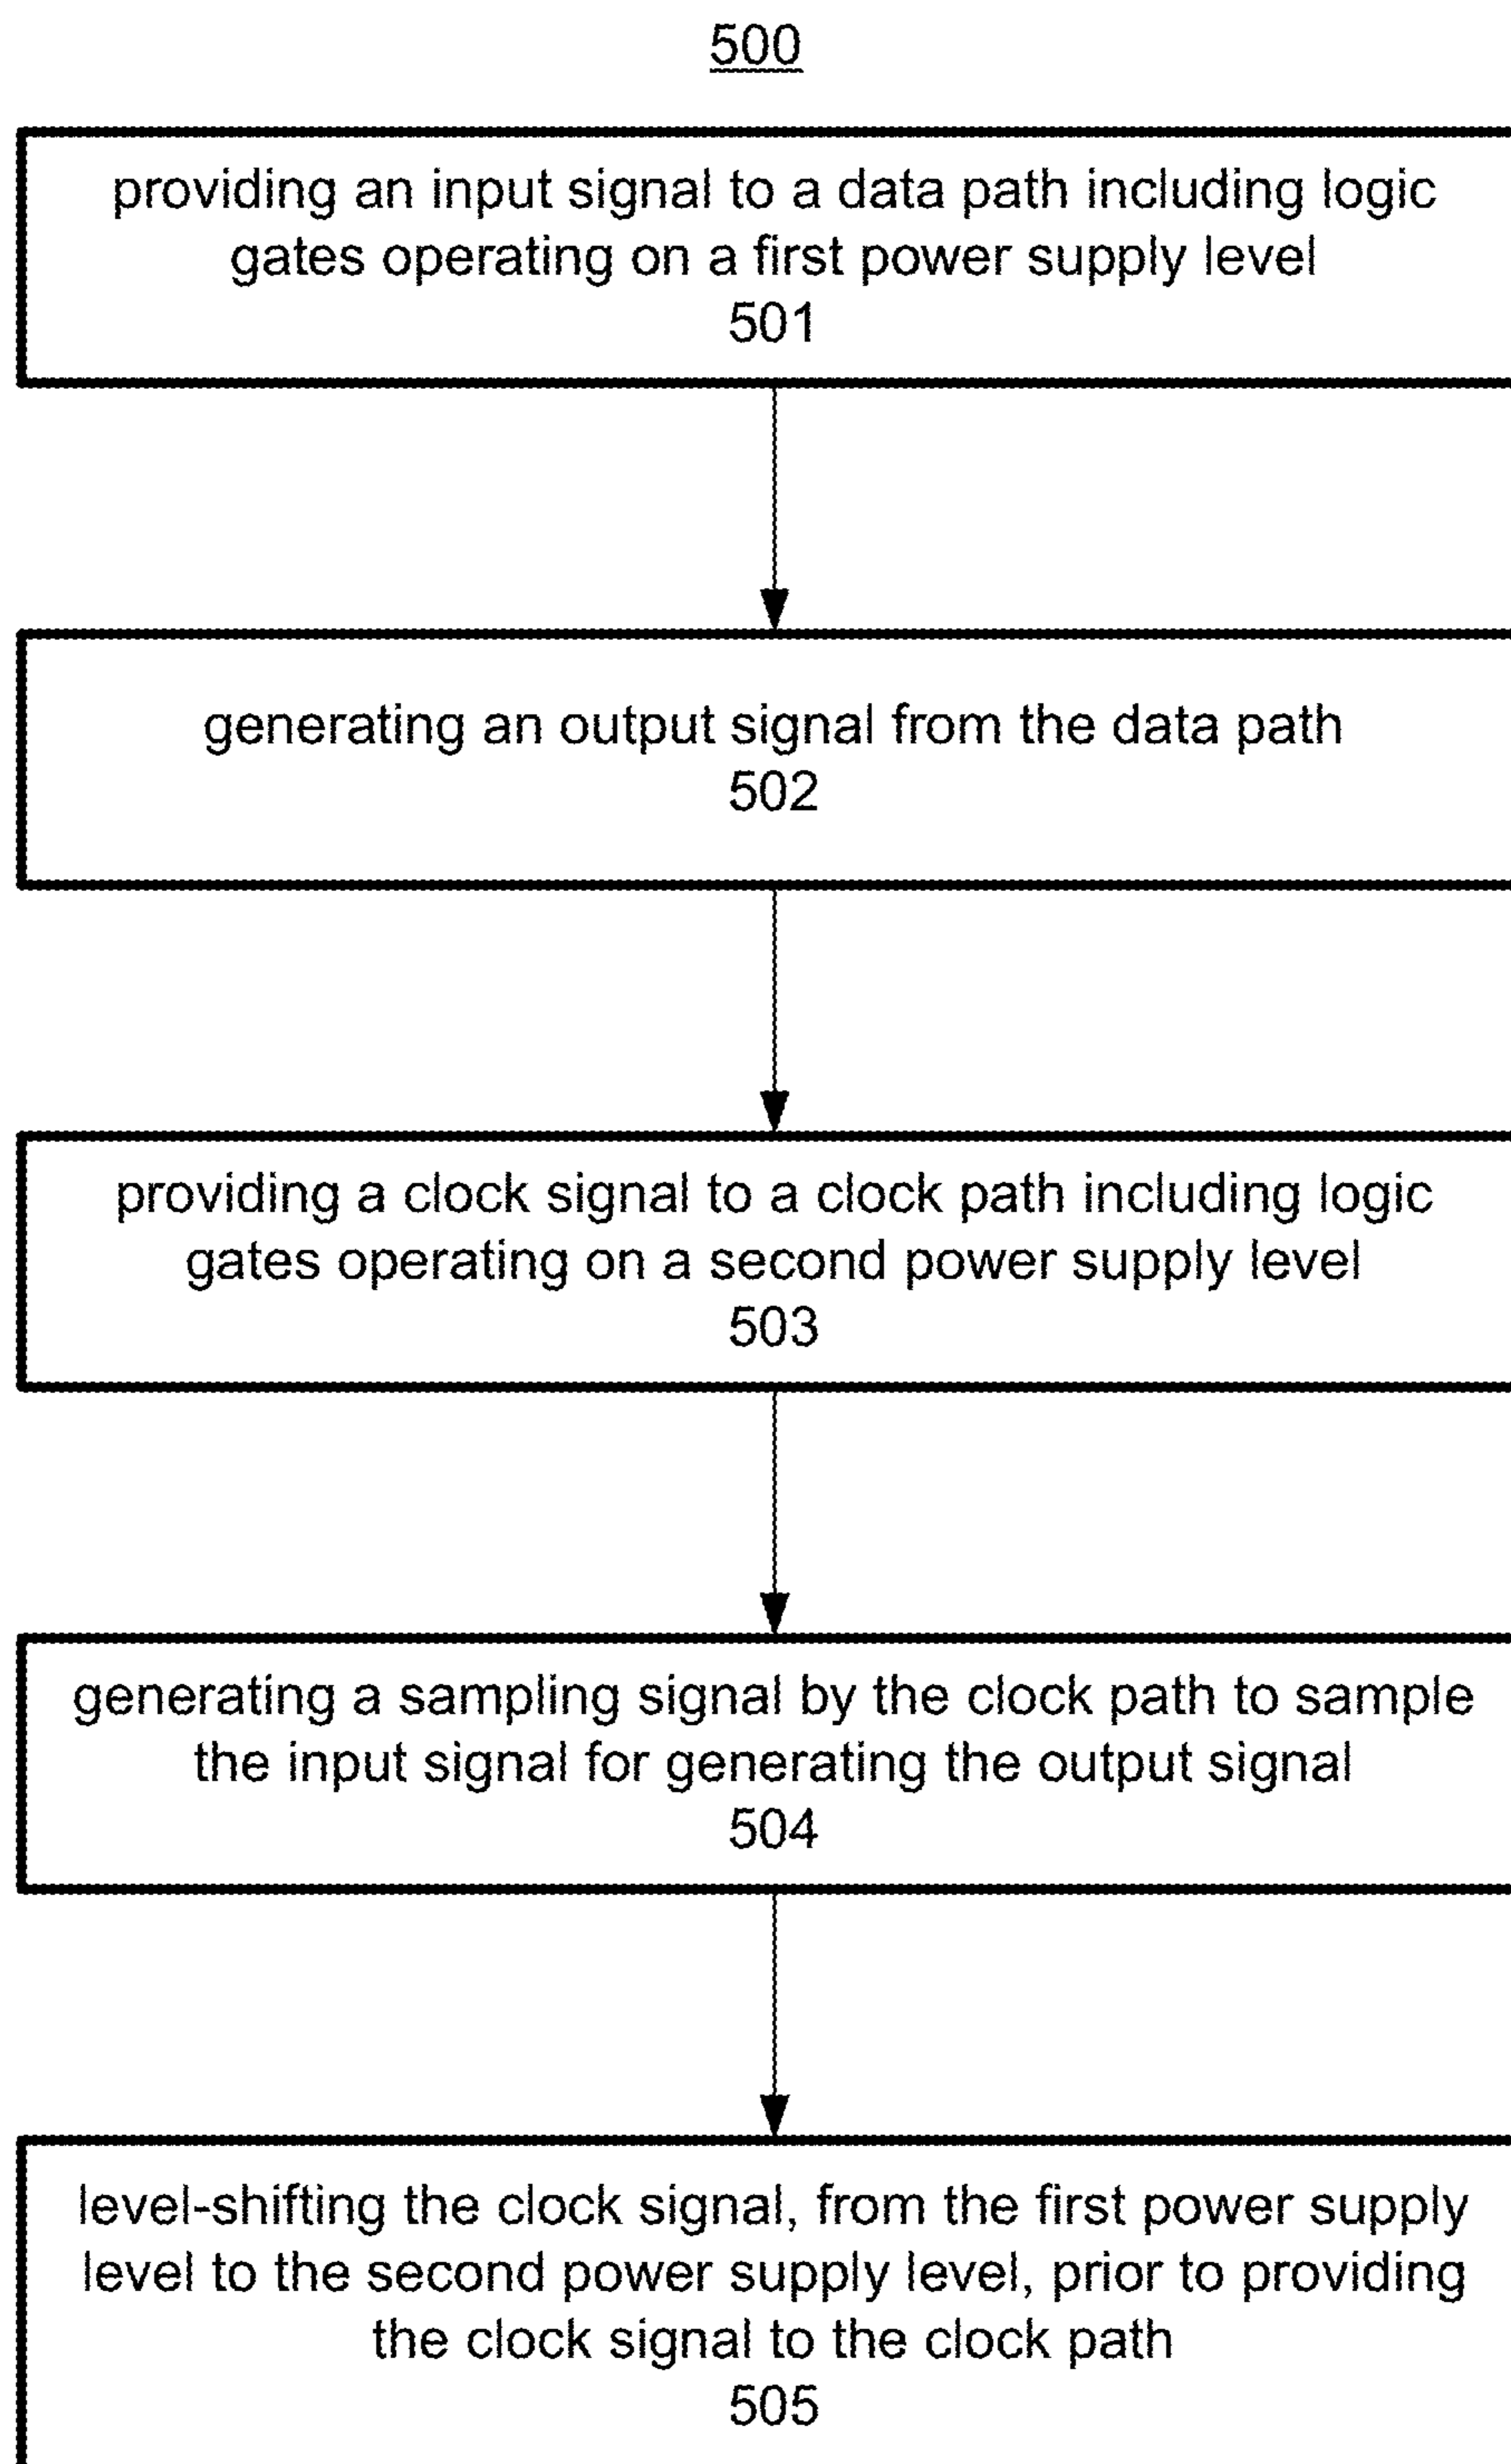 500
providing an input signal to a data path including logic
gates operating on a first power supply level
501
generating an output signal from the data path
502
providing a clock signal to a clock path including logic
gates operating on a second power supply level
503
generating a sampling signal by the clock path to sample
the input signal for generating the output signal
504
level-shifting the clock signal, from the first power supply
level to the second power supply level, prior to providing
the clock signal to the clock path
505